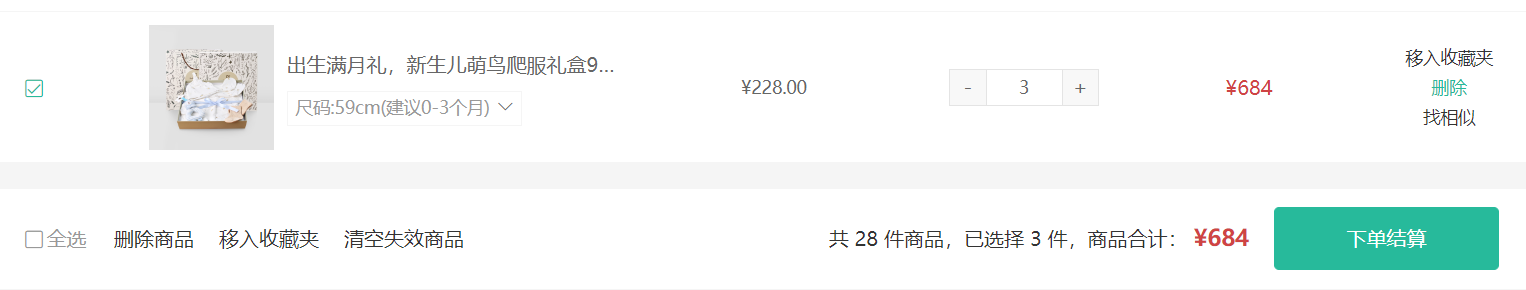 出生满月礼，新生儿萌鸟爬服礼盒9...
尺码:59cm(建议0-3个月)
¥228.00
- 3 +
¥684
移入收藏夹
删除
找相似
全选 删除商品 移入收藏夹 清空失效商品 共 28 件商品，已选择 3 件，商品合计： ¥684 下单结算